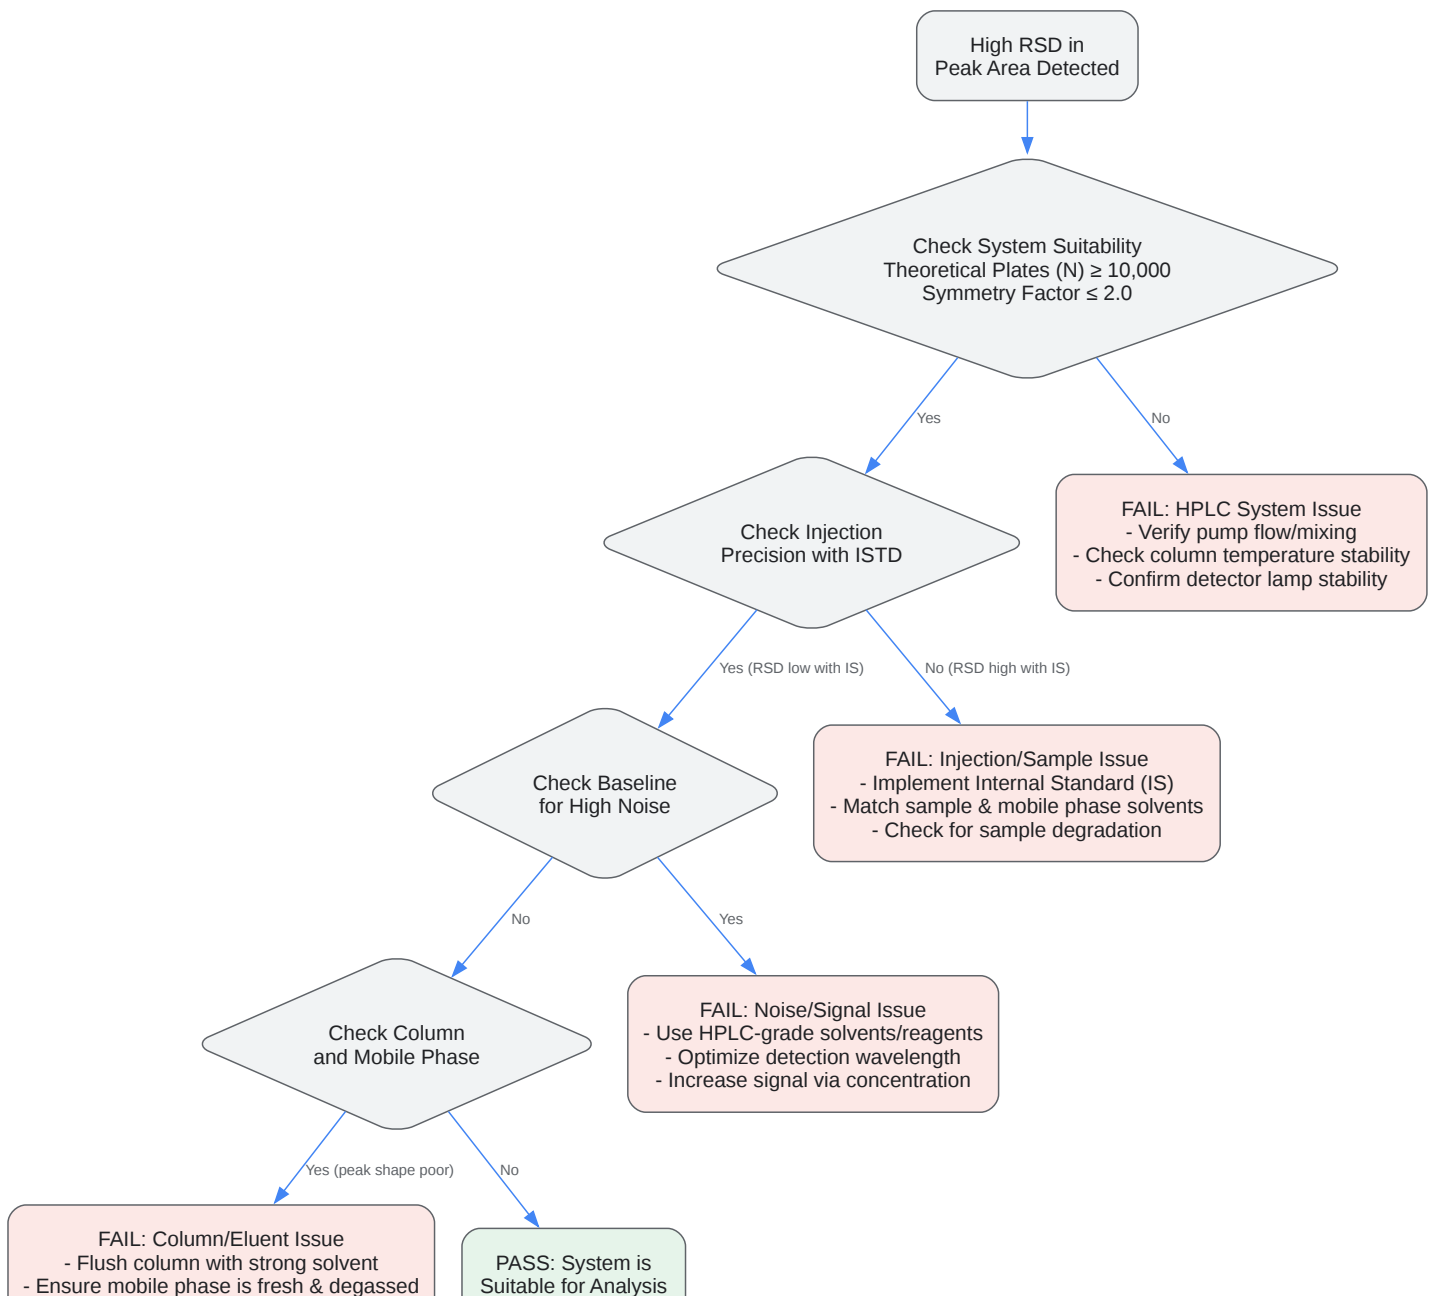 High RSD in
Peak Area Detected
Check System Suitability
Theoretical Plates (N) ≥ 10,000
Symmetry Factor ≤ 2.0
Yes
No
Check Injection
Precision with ISTD
FAIL: HPLC System Issue
- Verify pump flow/mixing
- Check column temperature stability
- Confirm detector lamp stability
Yes (RSD low with IS)
No (RSD high with IS)
Check Baseline
for High Noise
FAIL: Injection/Sample Issue
- Implement Internal Standard (IS)
- Match sample & mobile phase solvents
- Check for sample degradation
No
Yes
Check Column
and Mobile Phase
FAIL: Noise/Signal Issue
- Use HPLC-grade solvents/reagents
- Optimize detection wavelength
- Increase signal via concentration
Yes (peak shape poor)
No
FAIL: Column/Eluent Issue
- Flush column with strong solvent
- Ensure mobile phase is fresh & degassed
PASS: System is
Suitable for Analysis